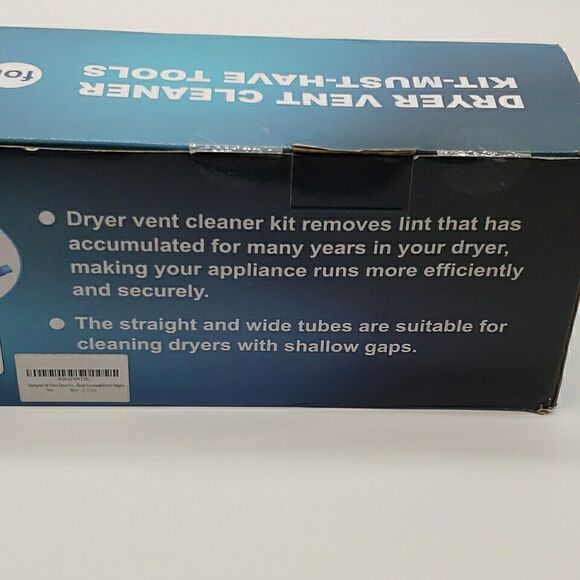 for
DRYER VENT CLEANER
KIT-MUST-HAVE TOOLS
Dryer vent cleaner kit removes lint that has
accumulated for many years in your dryer,
making your appliance runs more efficiently
and securely.
The straight and wide tubes are suitable for
cleaning dryers with shallow gaps.